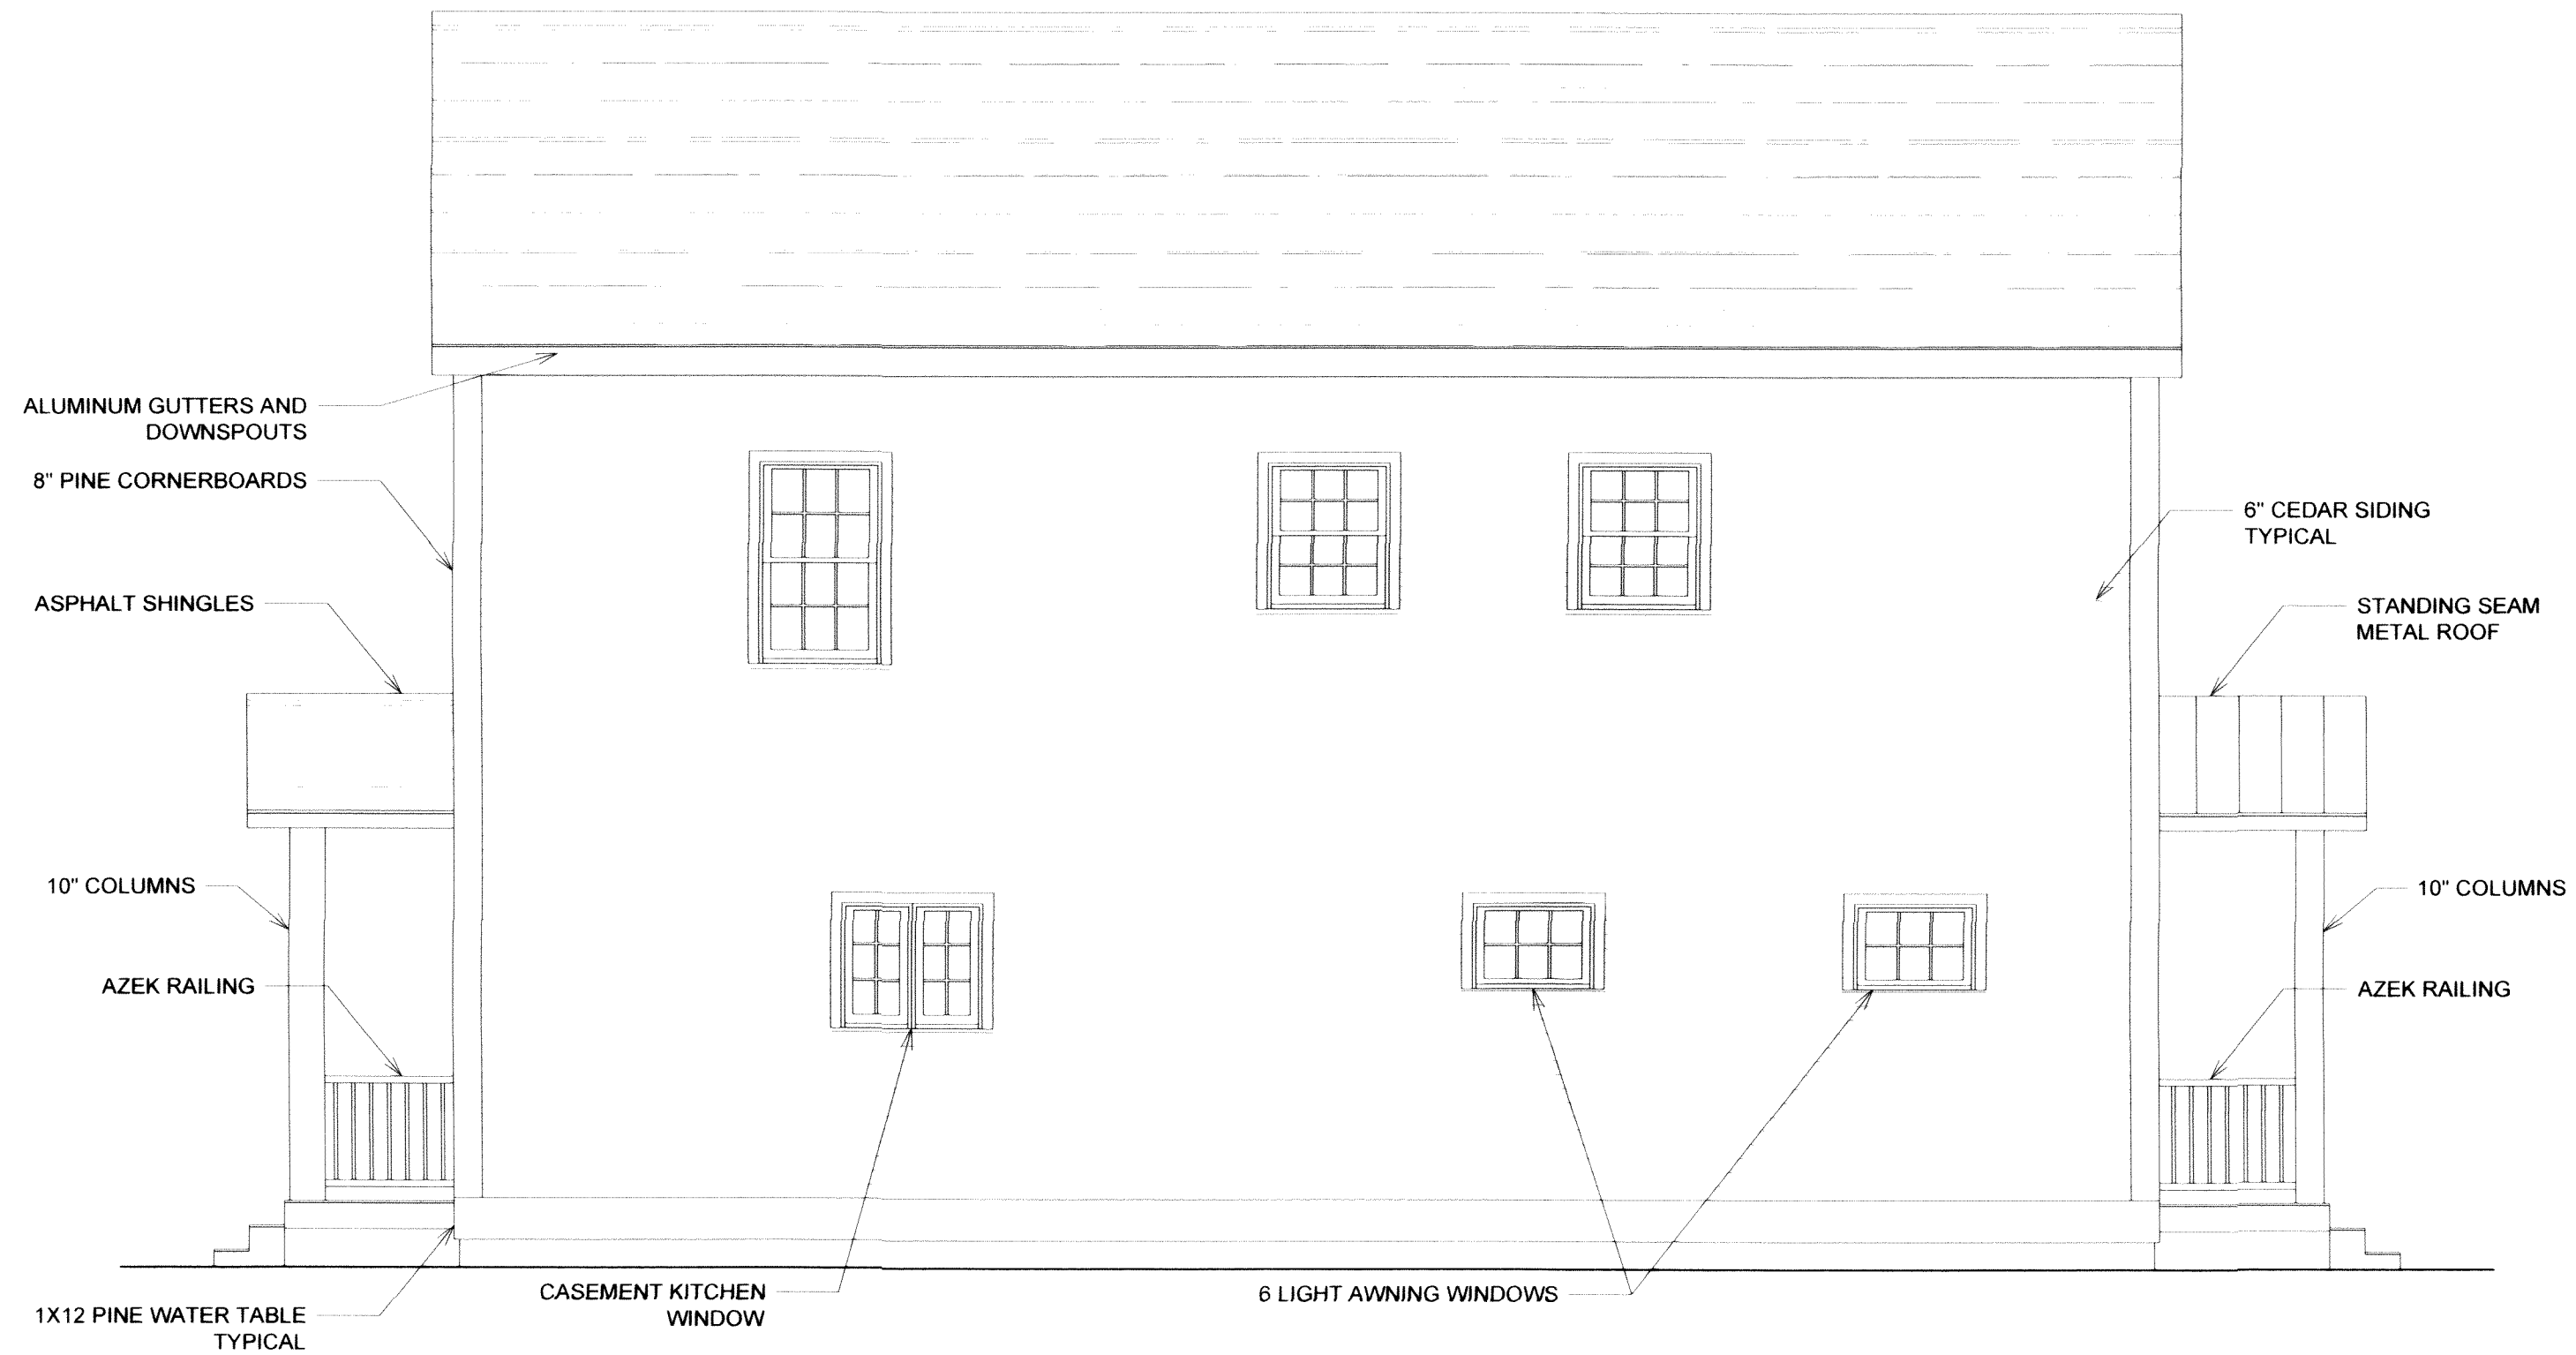 ALUMINUM GUTTERS AND
DOWNSPOUTS
8" PINE CORNERBOARDS
ASPHALT SHINGLES
10" COLUMNS
AZEK RAILING
1X12 PINE WATER TABLE
TYPICAL
CASEMENT KITCHEN
WINDOW
6 LIGHT AWNING WINDOWS
6" CEDAR SIDING
TYPICAL
STANDING SEAM
METAL ROOF
10" COLUMNS
AZEK RAILING